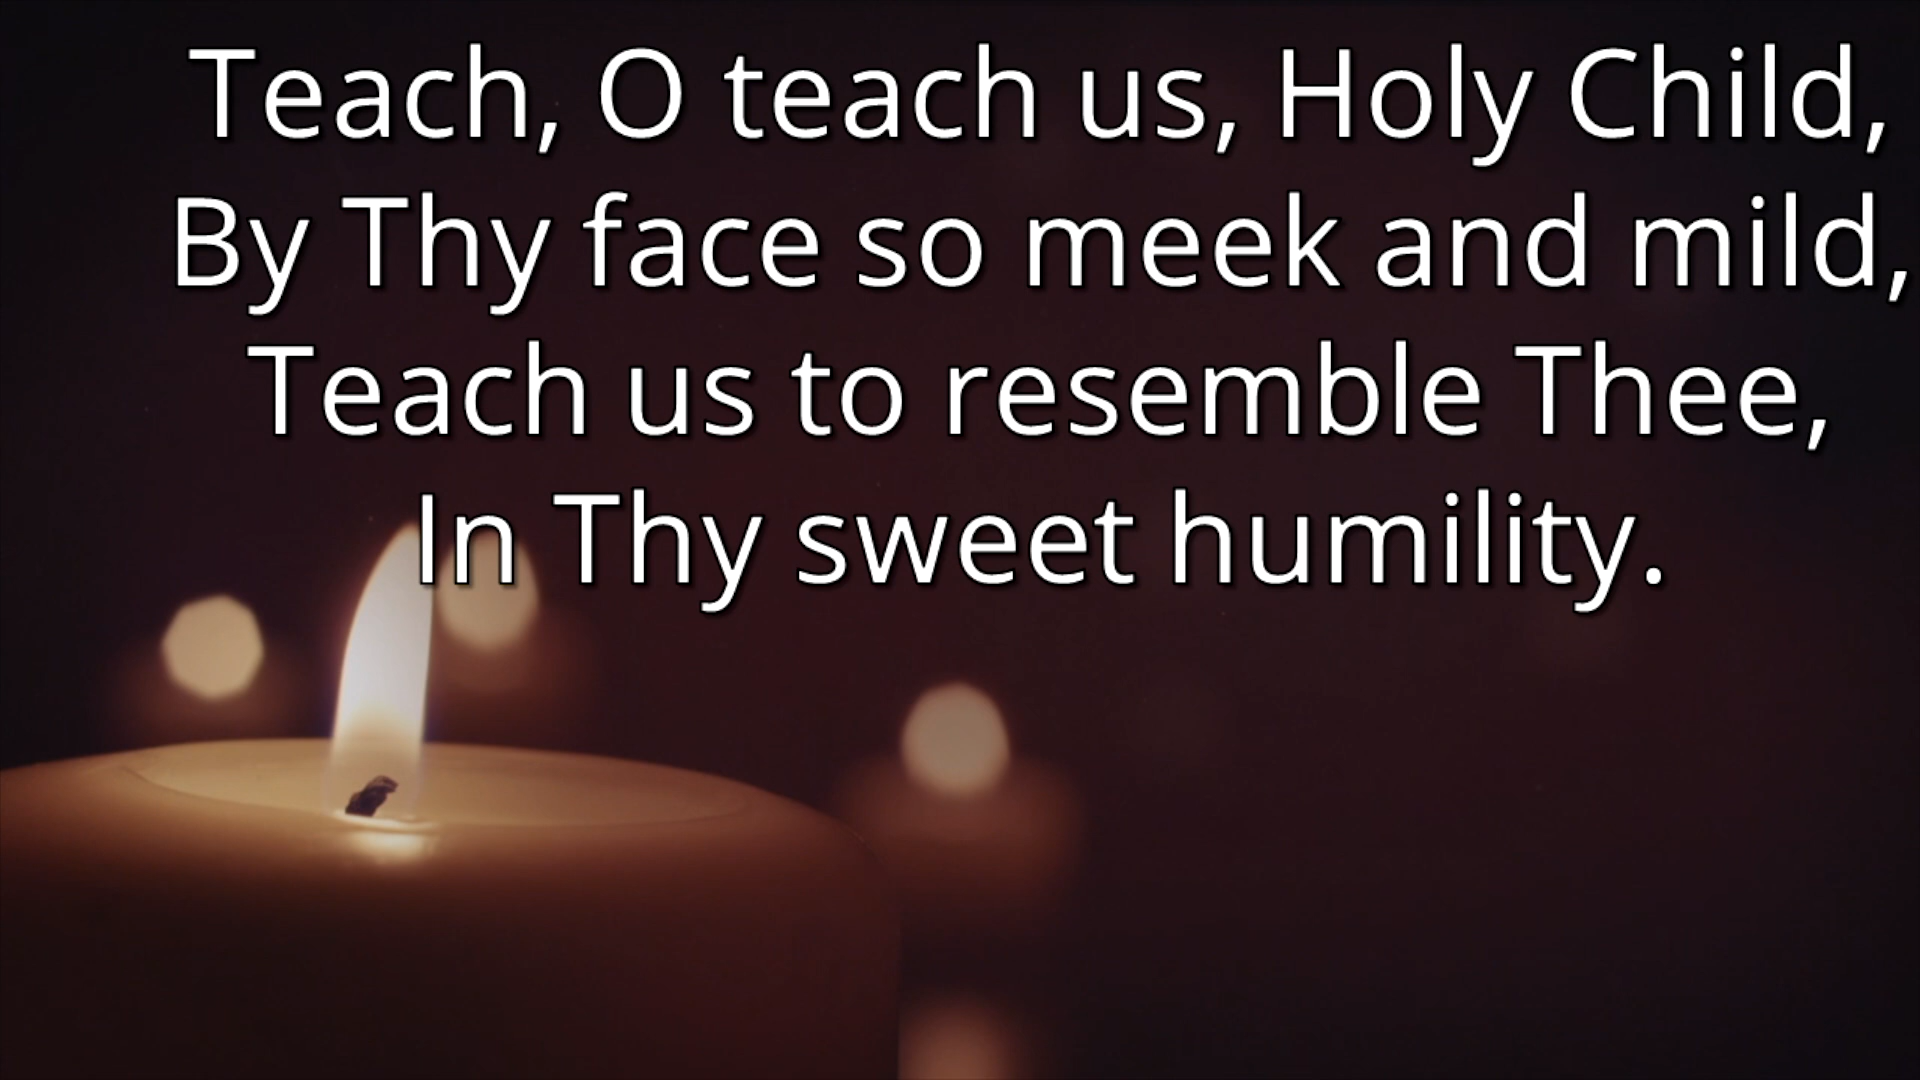 Teach, O teach us, Holy Child,
By Thy face so meek and mild,
Teach us to resemble Thee,
In Thy sweet humility.